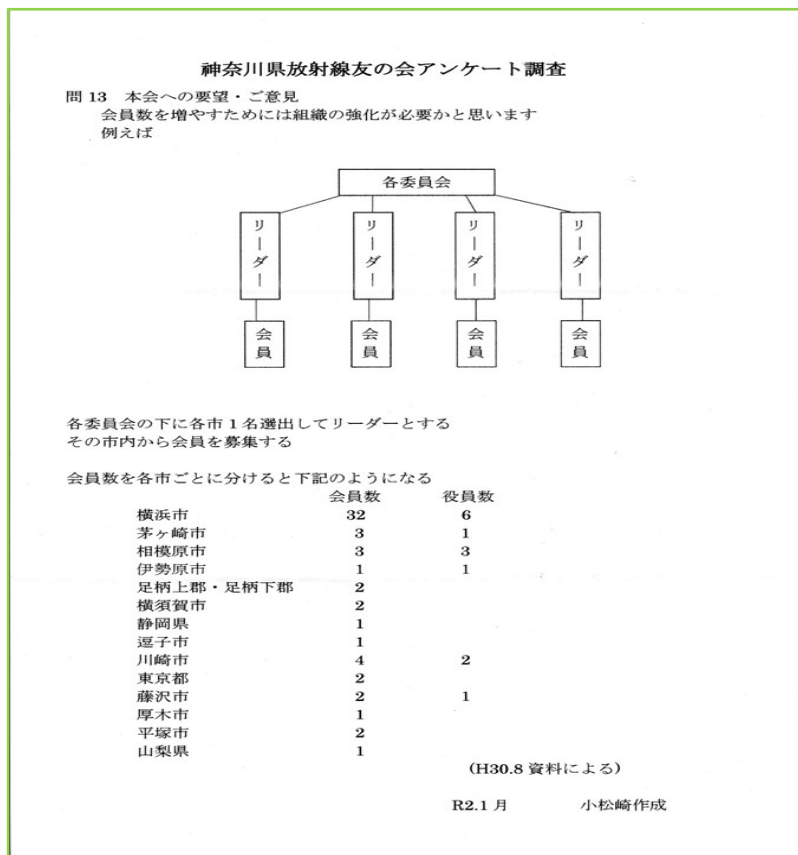 神奈川県放射線友の会アンケート調査
問13 本会への要望・ご意見
会員数を増やすためには組織の強化が必要かと思います
例えば
各委員会
リーダー
リーダー
リーダー
リーダー
会員
会員
会員
会員
各委員会の下に各市1名選出してリーダーとする
その市内から会員を募集する
会員数を各市ごとに分けると下記のようになる
会員数 役員数
横浜市 32 6
茅ヶ崎市 3 1
相模原市 3 3
伊勢原市 1 1
足柄上郡・足柄下郡 2
横須賀市 2
静岡県 1
逗子市 1
川崎市 4 2
東京都 2
藤沢市 2 1
厚木市 1
平塚市 2
山梨県 1
(H30.8 資料による)
R2.1月 小松崎作成